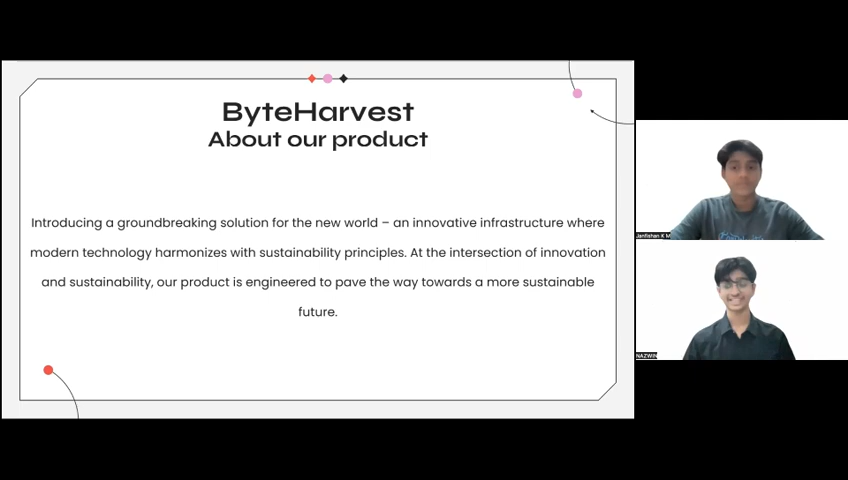 ByteHarvest
About our product
Introducing a groundbreaking solution for the new world – an innovative infrastructure where
modern technology harmonizes with sustainability principles. At the intersection of innovation
and sustainability, our product is engineered to pave the way towards a more sustainable
future.
Janfishan K M
NAZWIN